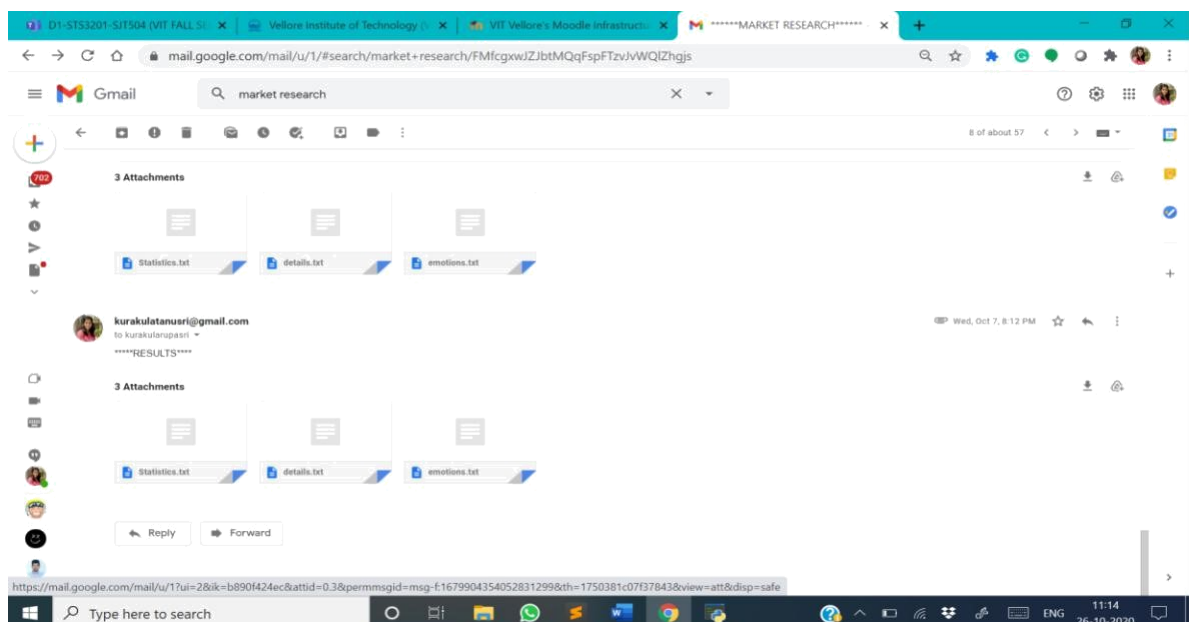 D1-STS3201-SJT504 (VIT FALL S
Vellore Institute of Technology (V
VIT Vellore's Moodle Infrastructu
******MARKET RESEARCH******
mail.google.com/mail/u/1/#search/market+research/FMfcgxwJZJbtMQqFspFTzvJvWQlZhgjs
Gmail
market research
8 of about 57
702
3 Attachments
Statistics.txt
details.txt
emotions.txt
kurakulatanusri@gmail.com
Wed, Oct 7, 8:12 PM
to kurakularupasri
*****RESULTS****
3 Attachments
Statistics.txt
details.txt
emotions.txt
Reply
Forward
https://mail.google.com/mail/u/1?ui=2&ik=b890f424ec&attid=0.3&permmsgid=msg-f:1679904354052831299&th=1750381c07f37843&view=att&disp=safe
Type here to search
ENG
11:14
26-10-2020